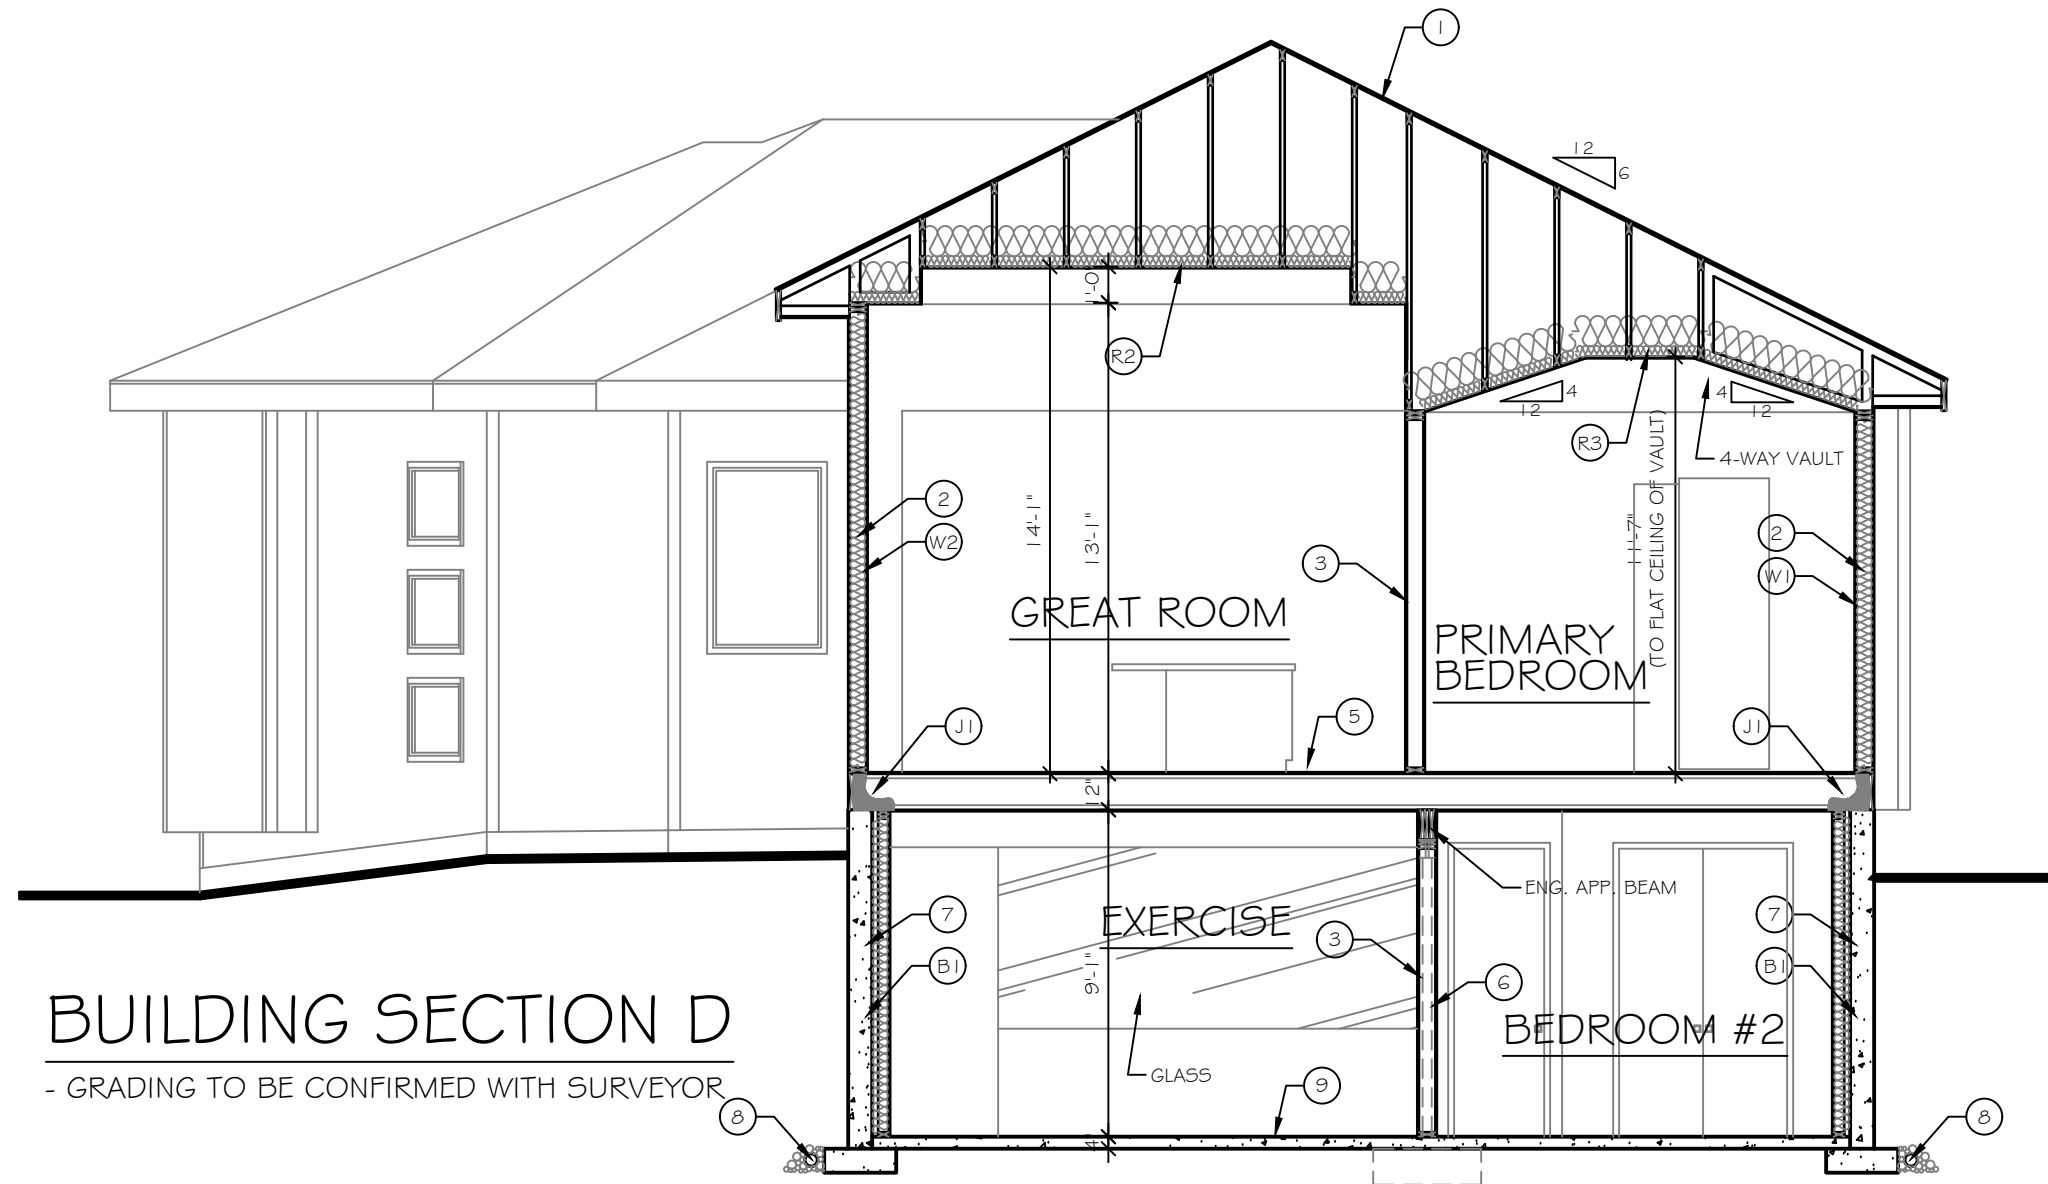 1
12
6
1'-0"
R2
4
12
4
12
R3
4-WAY VAULT
2
W2
14'-1"
13'-1"
3
11'-7"
(TO FLAT CEILING OF VAULT)
2
W1
GREAT ROOM
PRIMARY
BEDROOM
J1
5
J1
12"
ENG. APP. BEAM
7
B1
EXERCISE
3
6
9'-1"
7
B1
BEDROOM #2
GLASS
9
BUILDING SECTION D
- GRADING TO BE CONFIRMED WITH SURVEYOR
8
4"
8